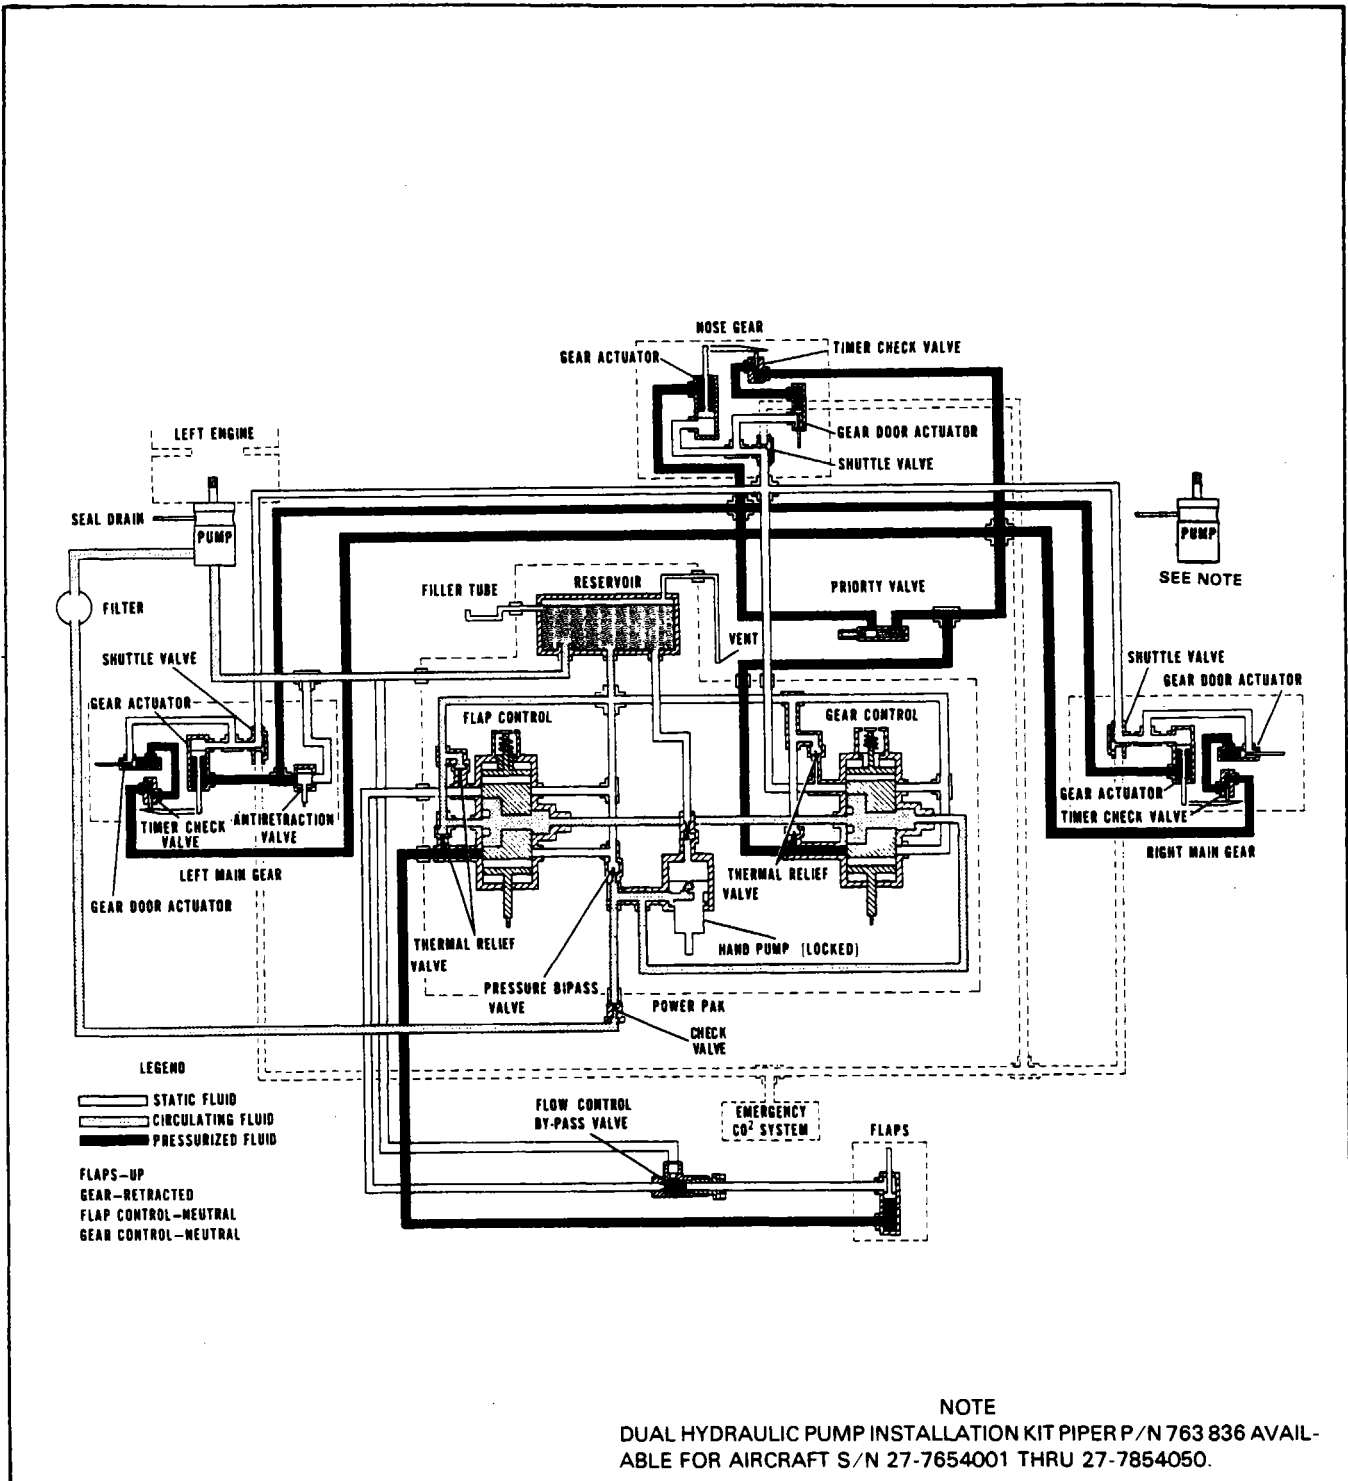 NOSE GEAR
GEAR ACTUATOR
TIMER CHECK VALVE
GEAR DOOR ACTUATOR
SHUTTLE VALVE
LEFT ENGINE
SEAL DRAIN
PUMP
FILTER
PUMP
SEE NOTE
FILLER TUBE
RESERVOIR
VENT
PRIORTY VALVE
SHUTTLE VALVE
GEAR ACTUATOR
FLAP CONTROL
GEAR CONTROL
SHUTTLE VALVE
GEAR DOOR ACTUATOR
TIMER CHECK
VALVE
ANTIRETRACTION
VALVE
LEFT MAIN GEAR
GEAR DOOR ACTUATOR
GEAR ACTUATOR
TIMER CHECK VALVE
RIGHT MAIN GEAR
THERMAL RELIEF
VALVE
THERMAL RELIEF
VALVE
HAND PUMP (LOCKED)
PRESSURE BIPASS
VALVE
POWER PAK
CHECK
VALVE
LEGEND
STATIC FLUID
CIRCULATING FLUID
PRESSURIZED FLUID
FLAPS-UP
GEAR-RETRACTED
FLAP CONTROL-NEUTRAL
GEAR CONTROL-NEUTRAL
FLOW CONTROL
BY-PASS VALVE
EMERGENCY
CO² SYSTEM
FLAPS
NOTE
DUAL HYDRAULIC PUMP INSTALLATION KIT PIPER P/N 763 836 AVAIL-
ABLE FOR AIRCRAFT S/N 27-7654001 THRU 27-7854050.